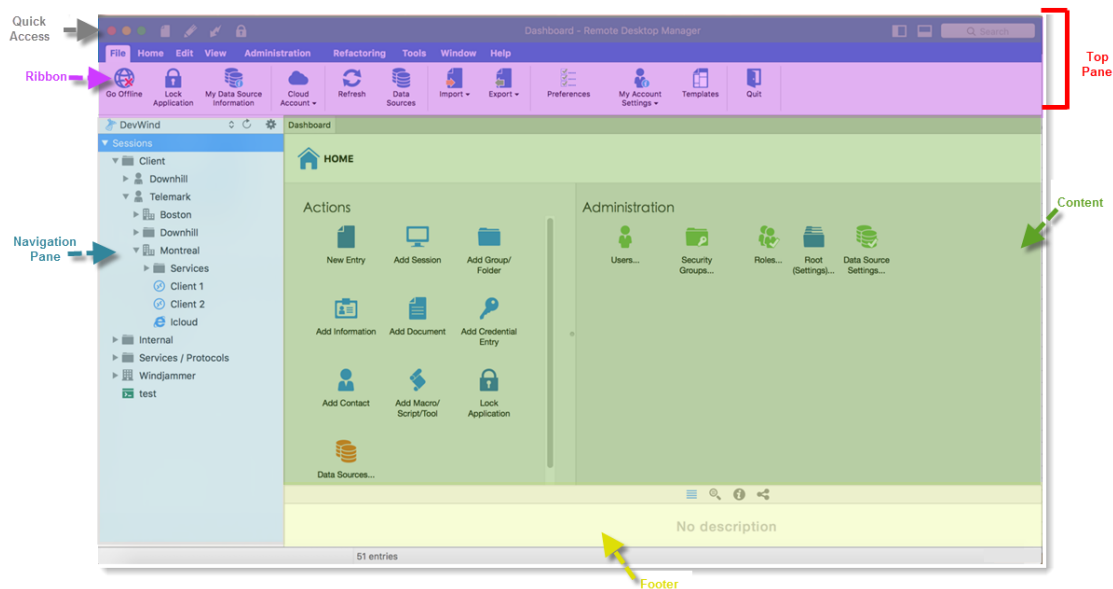 Quick
Access
Dashboard - Remote Desktop Manager
Search
File Home Edit View Administration Refactoring Tools Window Help
Top
Pane
Ribbon
Go Offline
Lock
Application
My Data Source
Information
Cloud
Account
Refresh
Data
Sources
Import
Export
Preferences
My Account
Settings
Templates
Quit
DevWind
Dashboard
Sessions
Client
Downhill
Telemark
Boston
Downhill
Montreal
Services
Client 1
Client 2
Icloud
Internal
Services / Protocols
Windjammer
test
Navigation
Pane
HOME
Actions
New Entry
Add Session
Add Group/
Folder
Add Information
Add Document
Add Credential
Entry
Add Contact
Add Macro/
Script/Tool
Lock
Application
Data Sources...
Administration
Users...
Security
Groups...
Roles...
Root
(Settings)...
Data Source
Settings...
Content
No description
51 entries
Footer